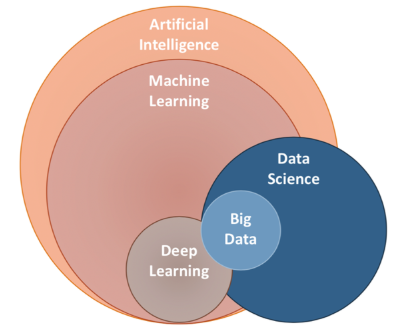 Artificial
Intelligence
Machine
Learning
Data
Science
Big
Data
Deep
Learning